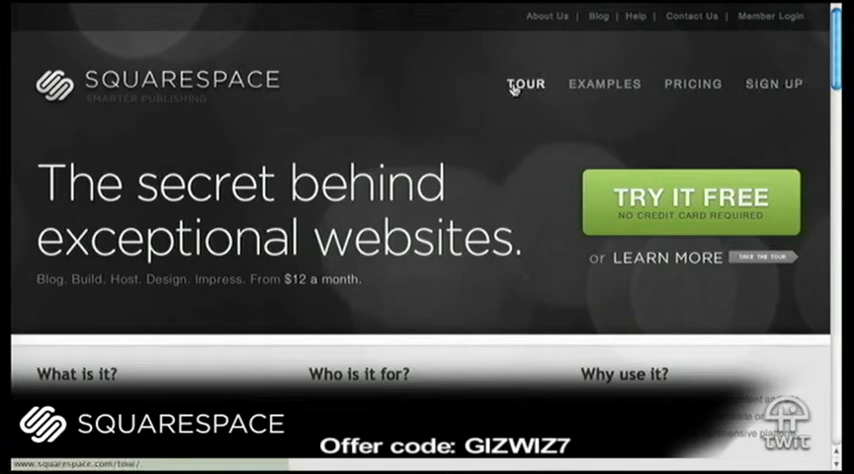 About Us | Blog | Help | Contact Us | Member Login
SQUARESPACE
SMARTER PUBLISHING
TOUR EXAMPLES PRICING SIGN UP
The secret behind
exceptional websites.
Blog. Build. Host. Design. Impress. From $12 a month.
TRY IT FREE
NO CREDIT CARD REQUIRED
or LEARN MORE TAKE THE TOUR
What is it? Who is it for? Why use it?
SQUARESPACE
Offer code: GIZWIZ7
twit
www.squarespace.com/tour/